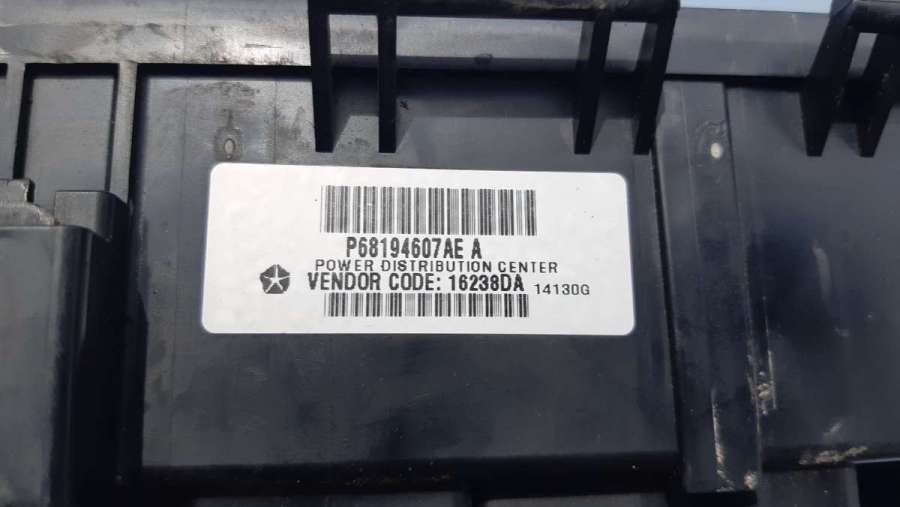 P68194607AE A
POWER DISTRIBUTION CENTER
VENDOR CODE: 16238DA 14130G